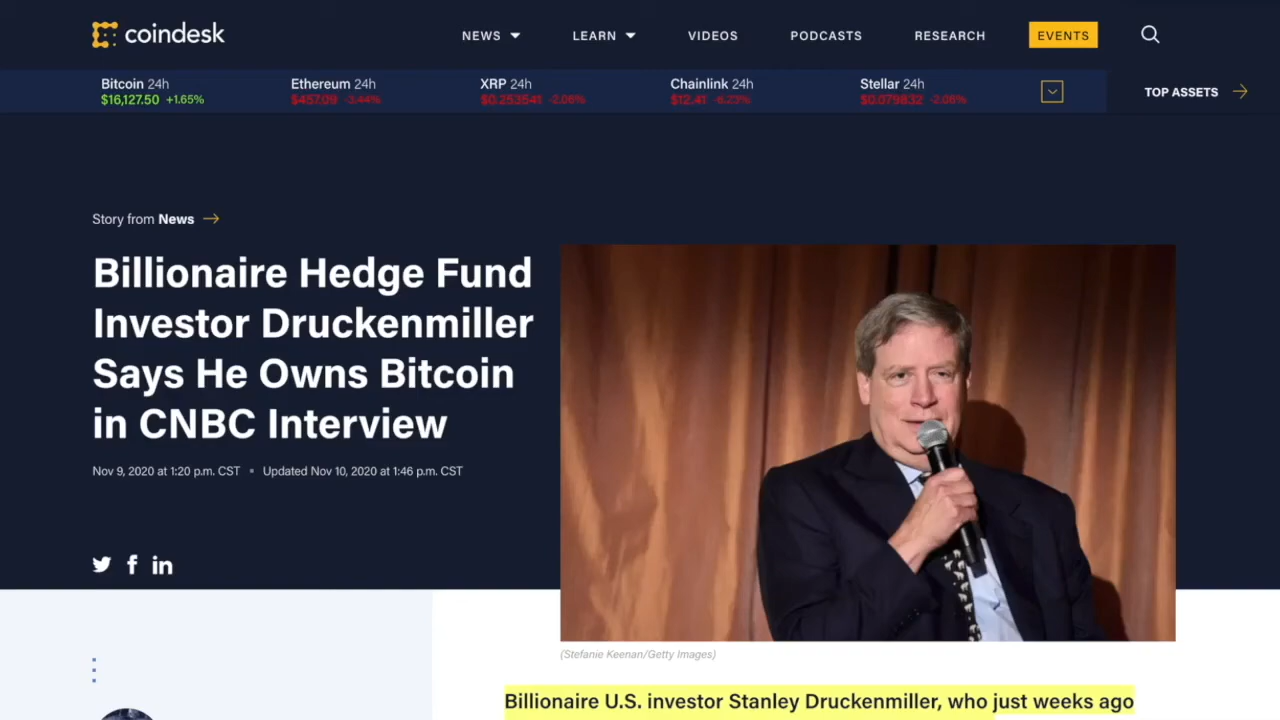 coindesk
NEWS LEARN VIDEOS PODCASTS RESEARCH EVENTS
Bitcoin 24h
$16,127.50 +1.65%
Ethereum 24h
$457.09 -3.44%
XRP 24h
$0.253541 -2.06%
Chainlink 24h
$12.41 -6.23%
Stellar 24h
$0.079832 -2.06%
TOP ASSETS
Story from News
Billionaire Hedge Fund
Investor Druckenmiller
Says He Owns Bitcoin
in CNBC Interview
Nov 9, 2020 at 1:20 p.m. CST Updated Nov 10, 2020 at 1:46 p.m. CST
(Stefanie Keenan/Getty Images)
Billionaire U.S. investor Stanley Druckenmiller, who just weeks ago